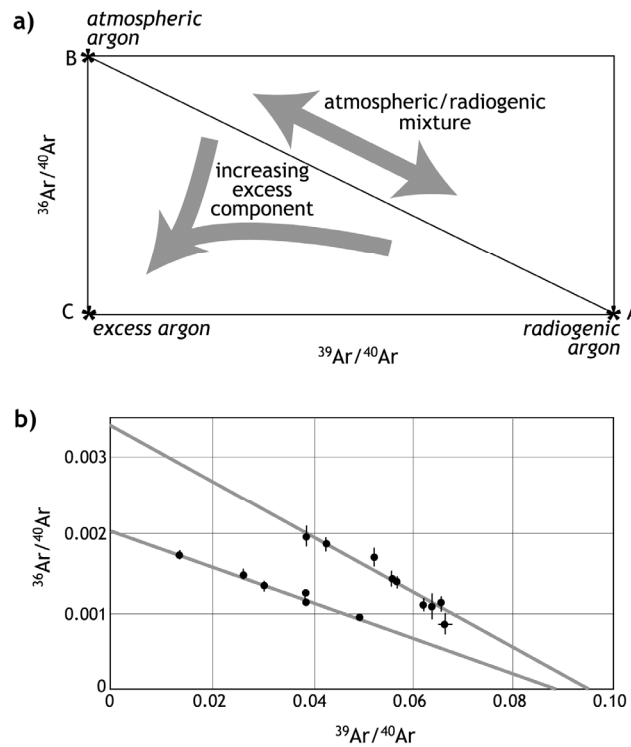 a)
atmospheric
argon
B
atmospheric/radiogenic
mixture
increasing
excess
component
³⁶Ar/⁴⁰Ar
C
excess argon
radiogenic
argon
A
³⁹Ar/⁴⁰Ar
b)
0.003
0.002
0.001
0
³⁶Ar/⁴⁰Ar
0
0.02
0.04
0.06
0.08
0.10
³⁹Ar/⁴⁰Ar